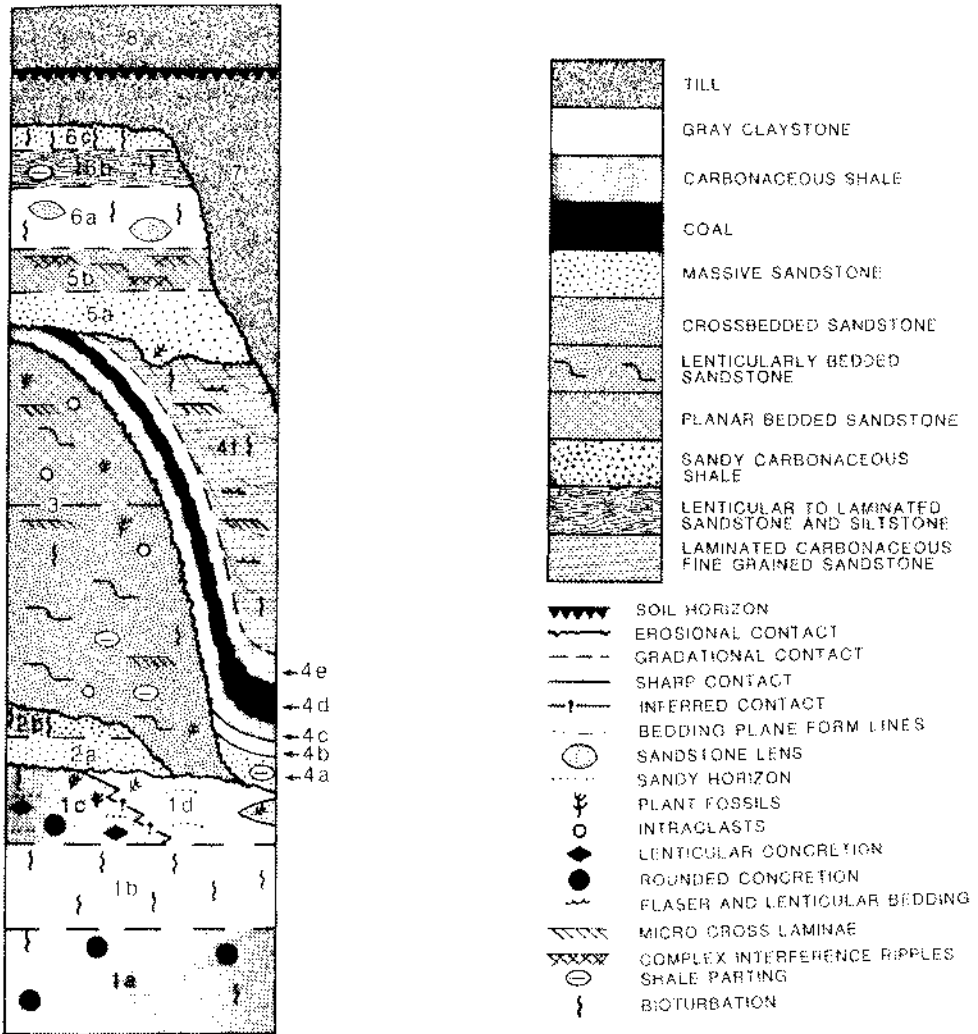 8
6c
6b
7
6a
5b
5a
4f
3
4e
4d
2b
4c
2a
4b
4a
1c
1d
1b
1a
TILL
GRAY CLAYSTONE
CARBONACEOUS SHALE
COAL
MASSIVE SANDSTONE
CROSSBEDDED SANDSTONE
LENTICULARLY BEDDED
SANDSTONE
PLANAR BEDDED SANDSTONE
SANDY CARBONACEOUS
SHALE
LENTICULAR TO LAMINATED
SANDSTONE AND SILTSTONE
LAMINATED CARBONACEOUS
FINE GRAINED SANDSTONE
SOIL HORIZON
EROSIONAL CONTACT
GRADATIONAL CONTACT
SHARP CONTACT
INFERRED CONTACT
BEDDING PLANE FORM LINES
SANDSTONE LENS
SANDY HORIZON
PLANT FOSSILS
INTRACLASTS
LENTICULAR CONCRETION
ROUNDED CONCRETION
FLASER AND LENTICULAR BEDDING
MICRO CROSS LAMINAE
COMPLEX INTERFERENCE RIPPLES
SHALE PARTING
BIOTURBATION